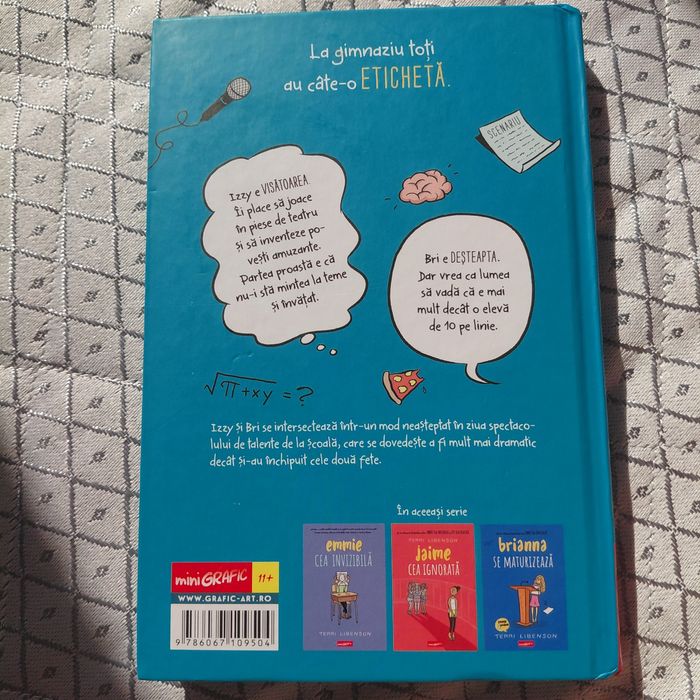 La gimnaziu toți
au câte-o ETICHETĂ.
SCENARIU
Izzy e VISĂTOAREA.
Îi place să joace
în piese de teatru
și să inventeze po-
vești amuzante.
Partea proastă e că
nu-i stă mintea la teme
și învățat.
Bri e DEȘTEAPTA.
Dar vrea ca lumea
să vadă că e mai
mult decât o elevă
de 10 pe linie.
√π+xy = ?
Izzy și Bri se intersectează într-un mod neașteptat în ziua spectaco-
lului de talente de la școală, care se dovedește a fi mult mai dramatic
decât și-au închipuit cele două fete.
În aceeași serie
emmie
CEA INVIZIBILĂ
TERRI LIBENSON
TERRI LIBENSON
jaime
CEA IGNORATĂ
brianna
SE MATURIZEAZĂ
TERRI LIBENSON
miniGRAFIC 11+
WWW.GRAFIC-ART.RO
9 786067 109504